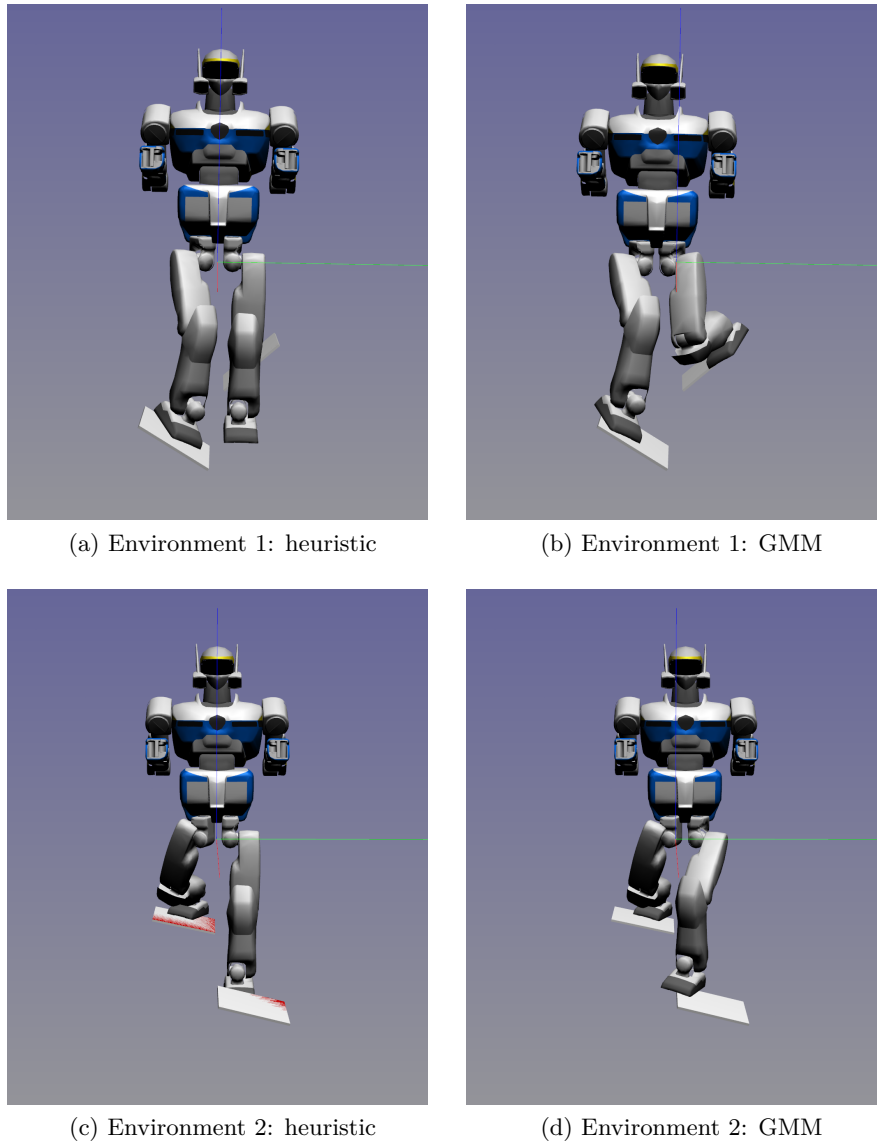 (a) Environment 1: heuristic
(b) Environment 1: GMM
(c) Environment 2: heuristic
(d) Environment 2: GMM